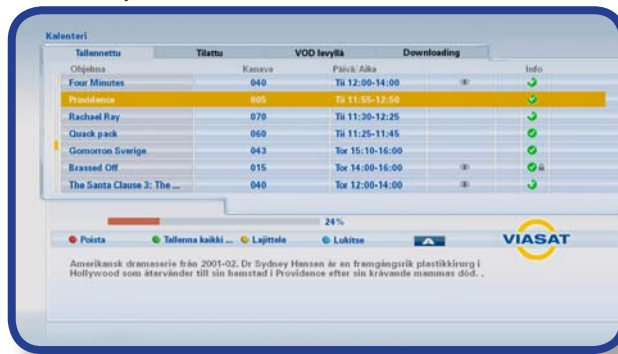 Kalenteri
Tallennettu Tilattu VOD levyllä Downloading
Ohjelma Kanava Päivä/Aika Info
Four Minutes 040 Tii 12:00-14:00
Providence 005 Tii 11:55-12:50
Rachael Ray 070 Tii 11:30-12:25
Quack pack 060 Tii 11:25-11:45
Gomorron Sverige 043 Tor 15:10-16:00
Brassed Off 015 Tor 14:00-16:00
The Santa Clause 3: The ... 040 Tor 12:00-14:00
24%
Poista Tallenna kaikki ... Lajittele Lukitse A VIASAT
Amerikansk dramaserie från 2001-02. Dr Sydney Hansen är en framgångsrik plastikkirurg i
Hollywood som återvänder till sin hemstad i Providence efter sin krävande mammas död. .